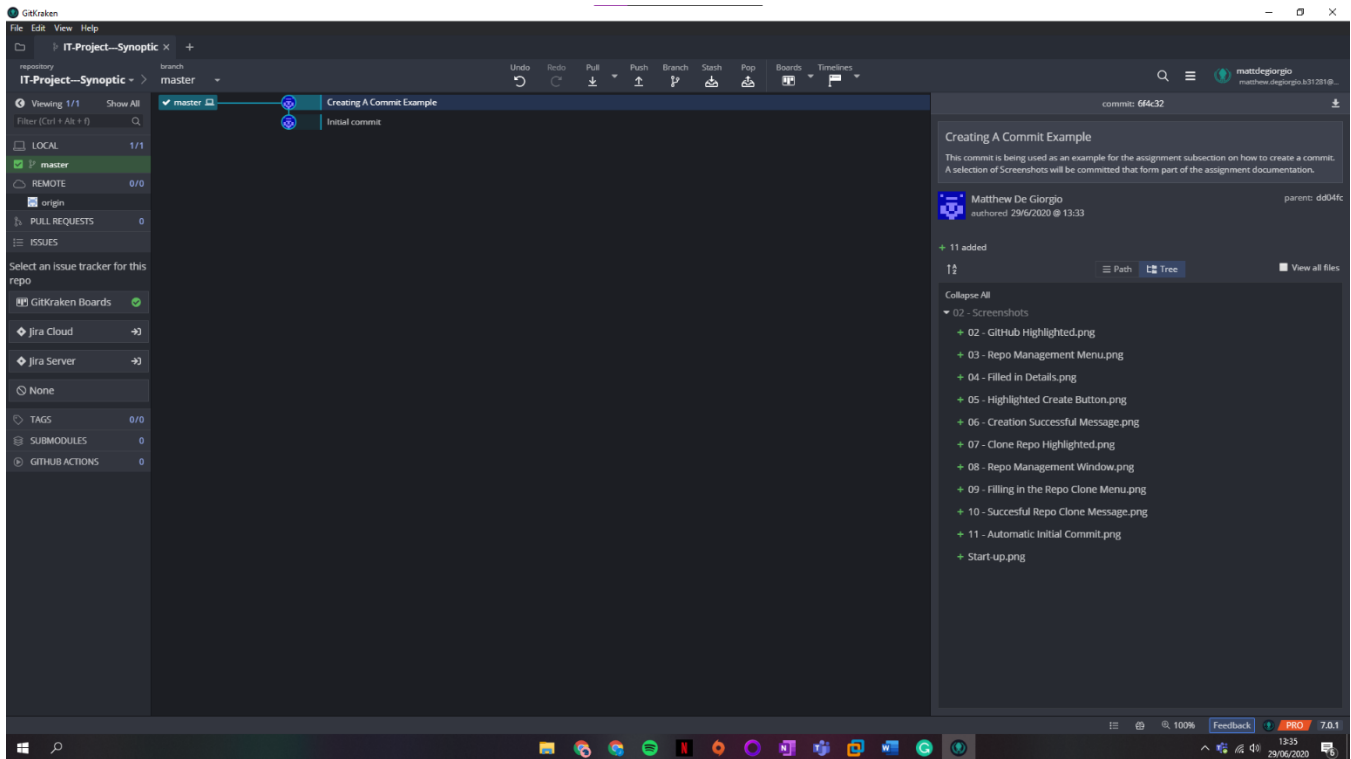 GitKraken
File Edit View Help
IT-Project---Synoptic × +
repository
IT-Project---Synoptic
branch
master
Undo Redo Pull Push Branch Stash Pop Boards Timelines
mattdegiorgio
matthew.degiorgio.b31281@...
Viewing 1/1 Show All
Filter (Ctrl + Alt + f)
LOCAL 1/1
master
REMOTE 0/0
origin
PULL REQUESTS 0
ISSUES
Select an issue tracker for this
repo
GitKraken Boards
Jira Cloud
Jira Server
None
TAGS 0/0
SUBMODULES 0
GITHUB ACTIONS 0
master
Creating A Commit Example
Initial commit
commit: 6f4c32
Creating A Commit Example
This commit is being used as an example for the assignment subsection on how to create a commit.
A selection of Screenshots will be committed that form part of the assignment documentation.
Matthew De Giorgio
authored 29/6/2020 @ 13:33
parent: dd04fc
+ 11 added
Path Tree
View all files
Collapse All
02 - Screenshots
+ 02 - GitHub Highlighted.png
+ 03 - Repo Management Menu.png
+ 04 - Filled in Details.png
+ 05 - Highlighted Create Button.png
+ 06 - Creation Successful Message.png
+ 07 - Clone Repo Highlighted.png
+ 08 - Repo Management Window.png
+ 09 - Filling in the Repo Clone Menu.png
+ 10 - Succesful Repo Clone Message.png
+ 11 - Automatic Initial Commit.png
+ Start-up.png
100% Feedback PRO 7.0.1
13:35
29/06/2020